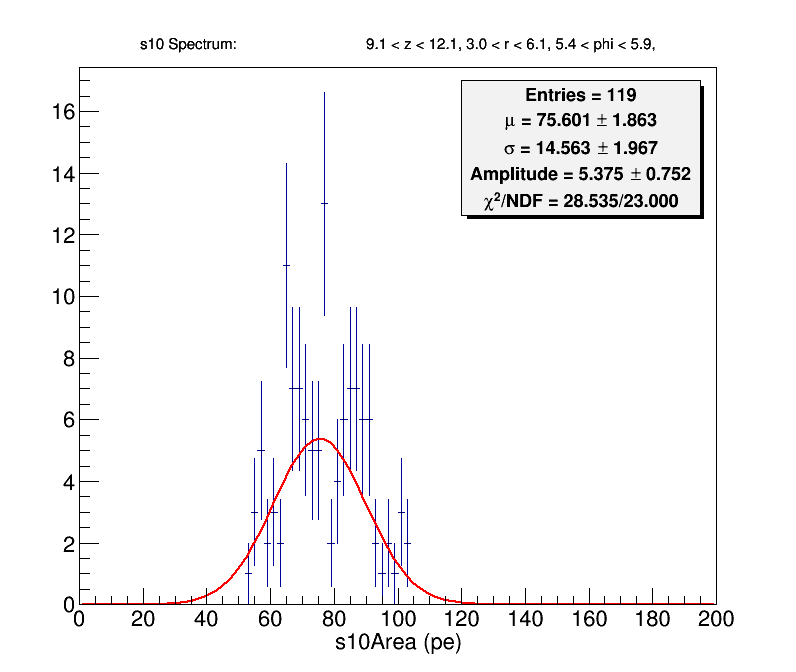 s10 Spectrum: 9.1 < z < 12.1, 3.0 < r < 6.1, 5.4 < phi < 5.9,
Entries = 119
μ = 75.601 ± 1.863
σ = 14.563 ± 1.967
Amplitude = 5.375 ± 0.752
χ²/NDF = 28.535/23.000
16
14
12
10
8
6
4
2
0
0 20 40 60 80 100 120 140 160 180 200
s10Area (pe)